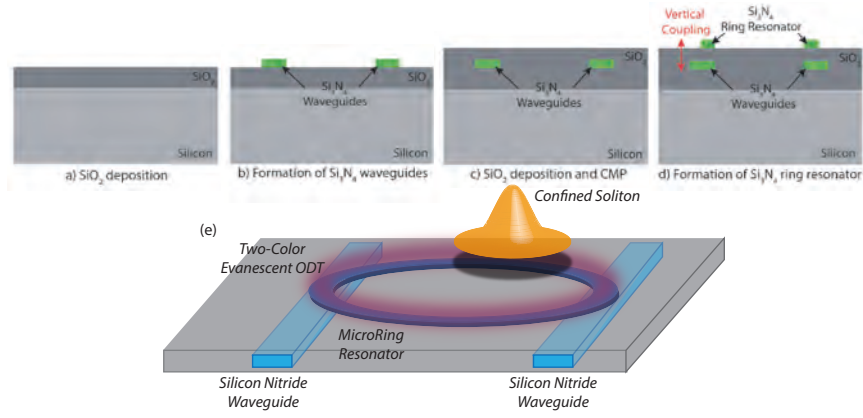 SiO₂
Silicon
a) SiO₂ deposition
SiO₂
Si₃N₄
Waveguides
Silicon
b) Formation of Si₃N₄ waveguides
SiO₂
Si₃N₄
Waveguides
Silicon
c) SiO₂ deposition and CMP
Vertical
Coupling
Si₃N₄
Ring Resonator
SiO₂
Si₃N₄
Waveguides
Silicon
d) Formation of Si₃N₄ ring resonator
(e)
Confined Soliton
Two-Color
Evanescent ODT
MicroRing
Resonator
Silicon Nitride
Waveguide
Silicon Nitride
Waveguide